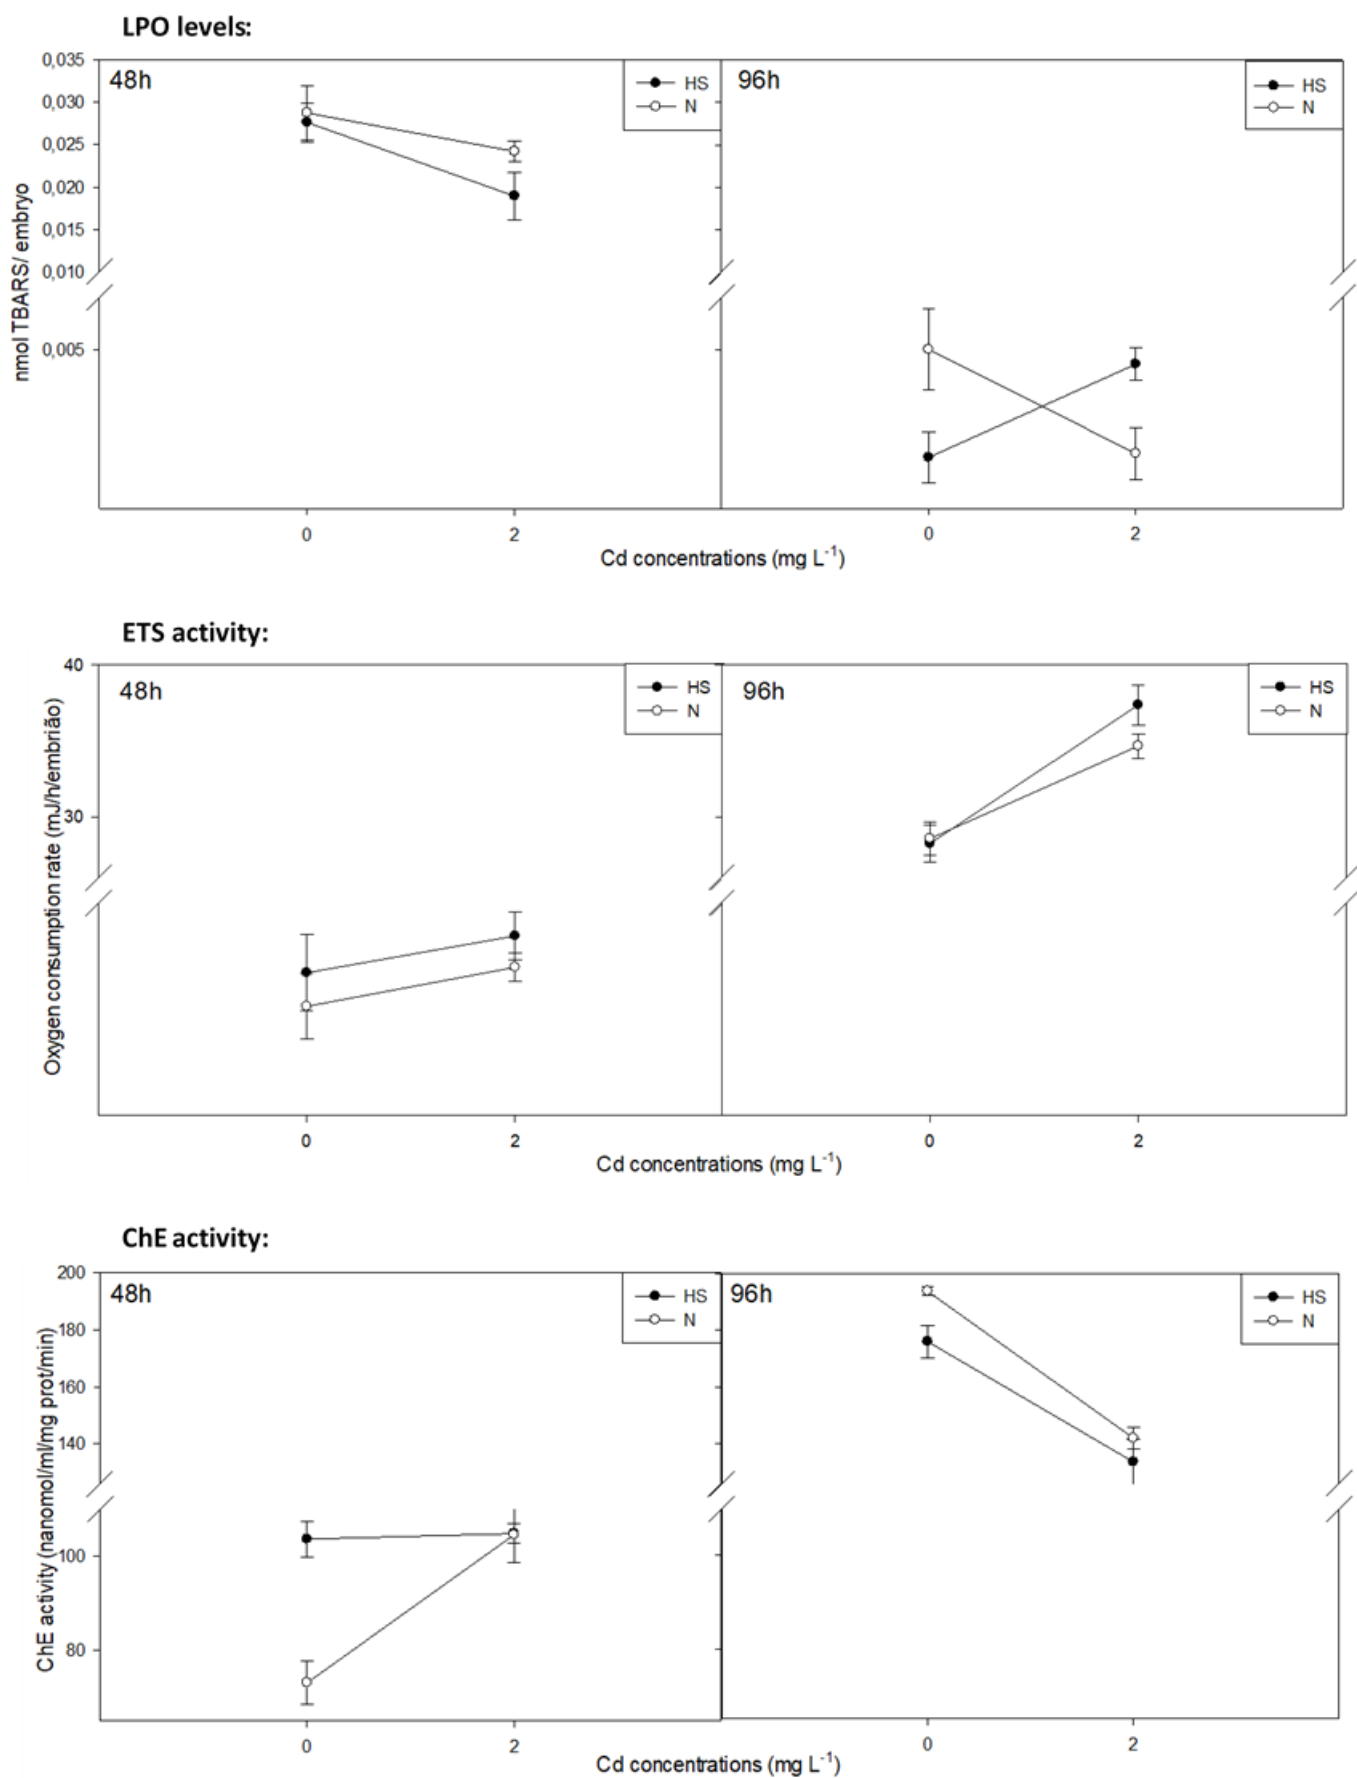 LPO levels:
48h
HS
N
96h
HS
N
0,035
0,030
0,025
0,020
0,015
0,010
0,005
nmol TBARS/ embryo
0
2
0
2
Cd concentrations (mg L⁻¹)
ETS activity:
48h
HS
N
96h
HS
N
40
30
Oxygen consumption rate (mJ/h/embrião)
0
2
0
2
Cd concentrations (mg L⁻¹)
ChE activity:
48h
HS
N
96h
HS
N
200
180
160
140
100
80
ChE activity (nanomol/ml/mg prot/min)
0
2
0
2
Cd concentrations (mg L⁻¹)